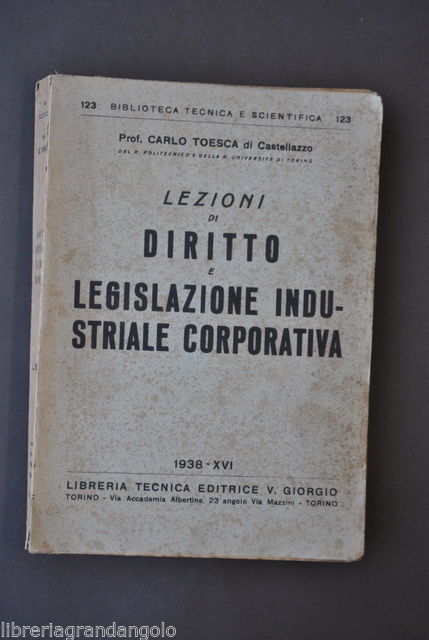 123 BIBLIOTECA TECNICA E SCIENTIFICA 123
Prof. CARLO TOESCA di Castellazzo
DEL R. POLITECNICO E DELLA R. UNIVERSITÀ DI TORINO
LEZIONI
DI
DIRITTO
E
LEGISLAZIONE INDU-
STRIALE CORPORATIVA
1938-XVI
LIBRERIA TECNICA EDITRICE V. GIORGIO
TORINO - Via Accademia Albertina, 23 angolo Via Mazzini - TORINO
libreriagrandangolo